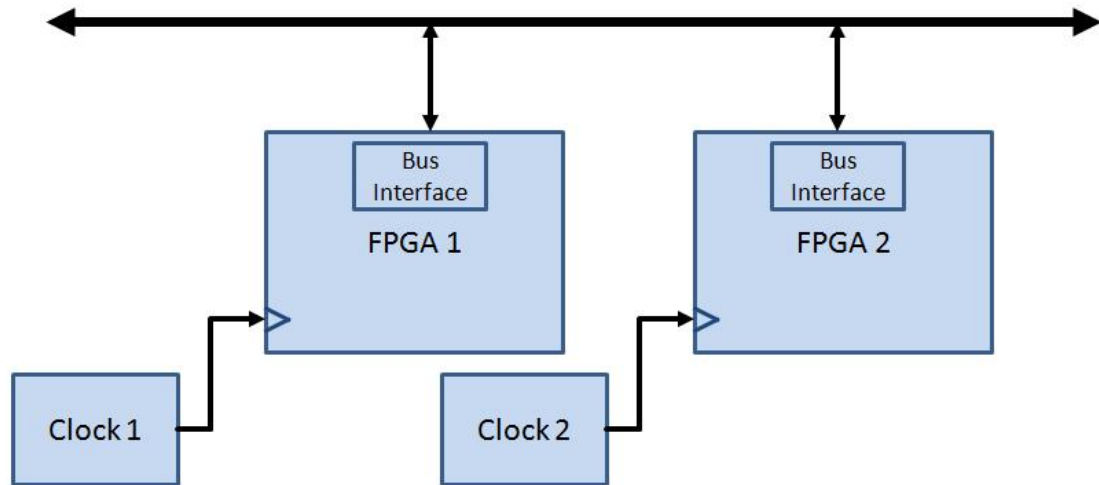 Bus
Interface
FPGA 1
Bus
Interface
FPGA 2
Clock 1
Clock 2